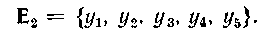 E₂ = {y₁, y₂, y₃, y₄, y₅}.